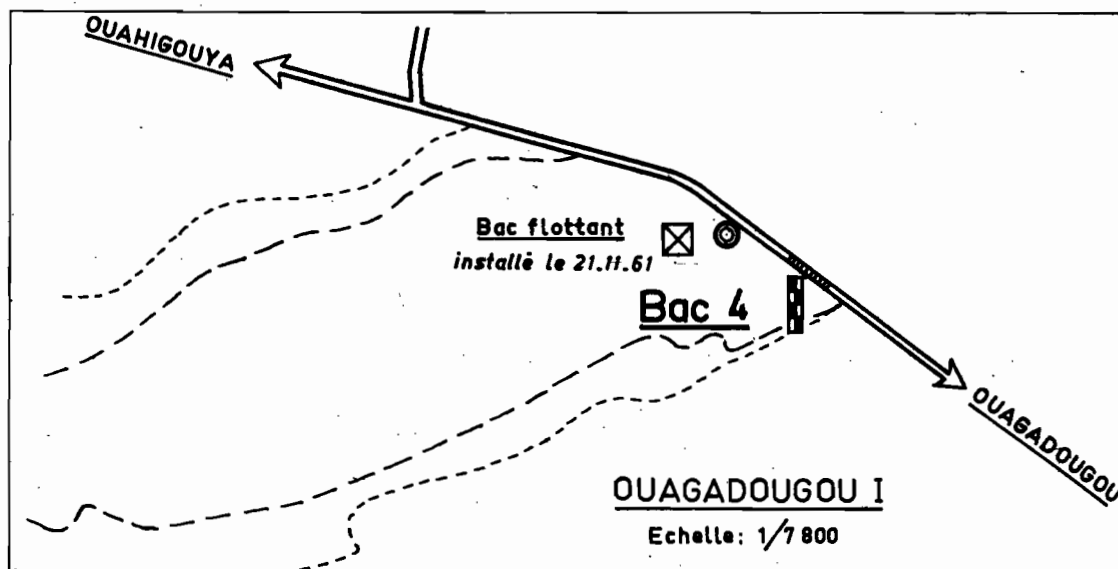 OUAHIGOUYA
Bac flottant
installé le 21.11.61
Bac 4
OUAGADOUGOU
OUAGADOUGOU I
Echelle: 1/7 800